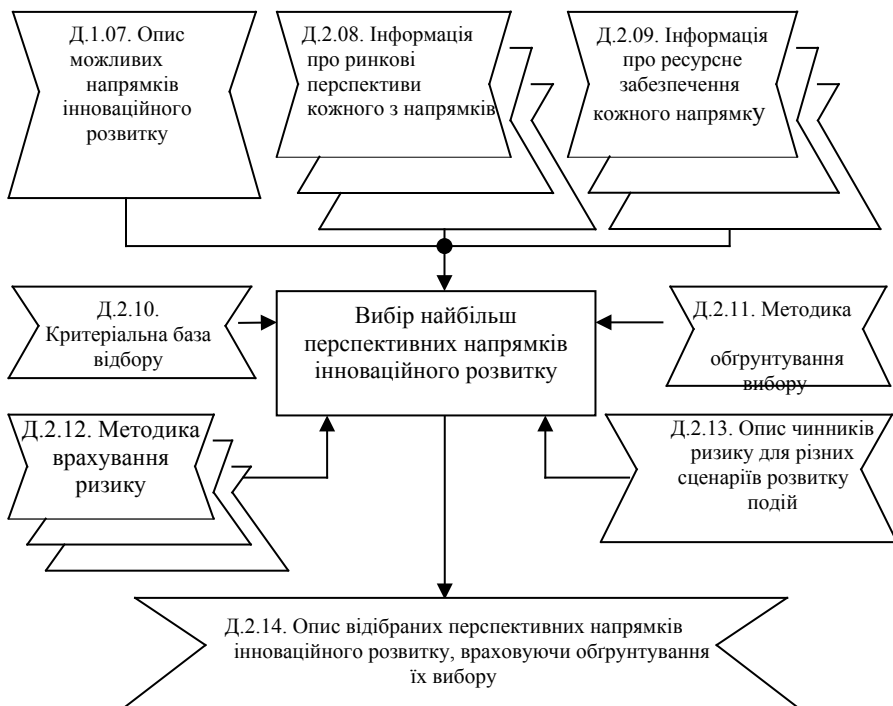 Д.1.07. Опис
можливих
напрямків
інноваційного
розвитку
Д.2.08. Інформація
про ринкові
перспективи
кожного з напрямків
Д.2.09. Інформація
про ресурсне
забезпечення
кожного напрямку
Д.2.10.
Критеріальна база
відбору
Вибір найбільш
перспективних напрямків
інноваційного розвитку
Д.2.11. Методика
обґрунтування
вибору
Д.2.12. Методика
врахування
ризику
Д.2.13. Опис чинників
ризику для різних
сценаріїв розвитку
подій
Д.2.14. Опис відібраних перспективних напрямків
інноваційного розвитку, враховуючи обґрунтування
їх вибору